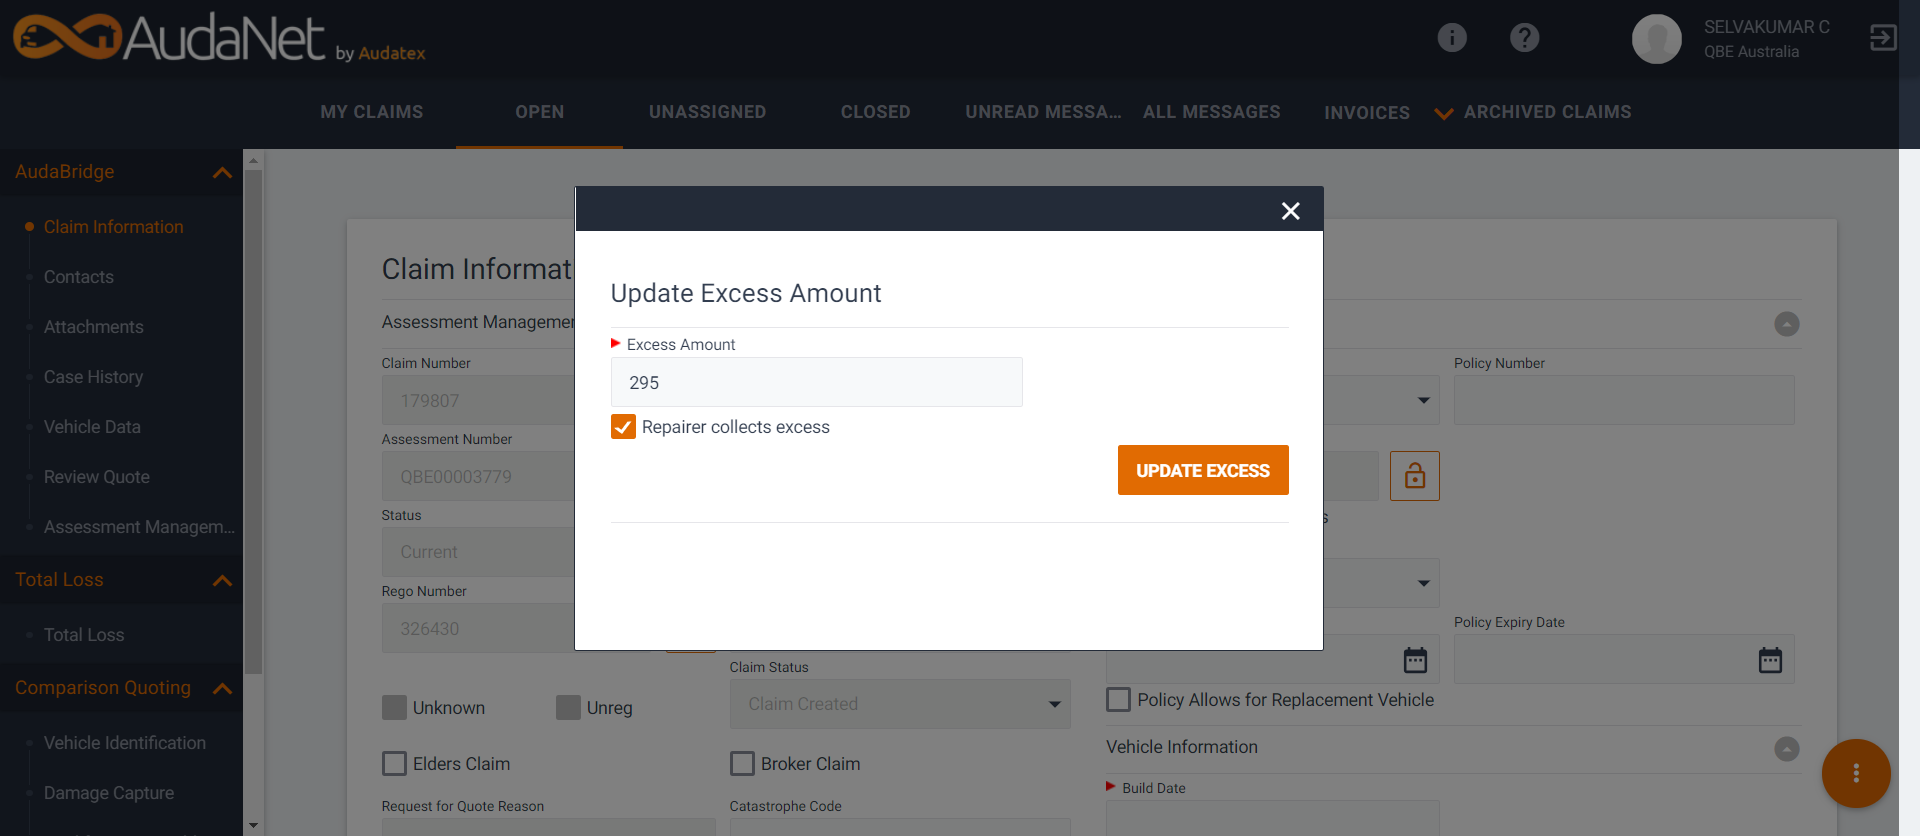 AudaNet by Audatex
SELVAKUMAR C
QBE Australia
MY CLAIMS OPEN UNASSIGNED CLOSED UNREAD MESSA... ALL MESSAGES INVOICES ARCHIVED CLAIMS
AudaBridge
Claim Information
Contacts
Attachments
Case History
Vehicle Data
Review Quote
Assessment Managem...
Total Loss
Total Loss
Comparison Quoting
Vehicle Identification
Damage Capture
Claim Informat
Assessment Managemen
Claim Number
179807
Assessment Number
QBE00003779
Status
Current
Rego Number
326430
Unknown Unreg
Elders Claim
Request for Quote Reason
Update Excess Amount
Excess Amount
295
Repairer collects excess
UPDATE EXCESS
Claim Status
Claim Created
Broker Claim
Catastrophe Code
Policy Number
s
Policy Expiry Date
Policy Allows for Replacement Vehicle
Vehicle Information
Build Date